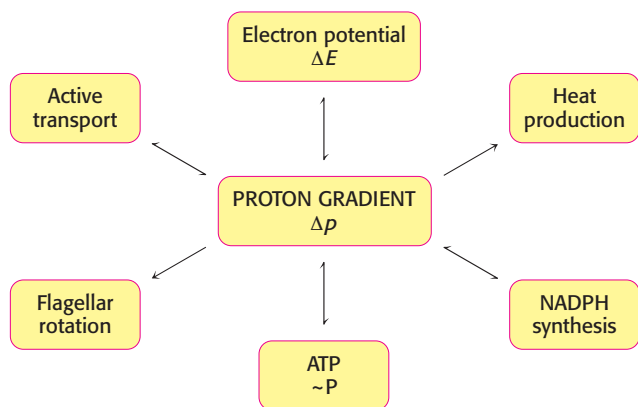 Electron potential
ΔE
Active
transport
Heat
production
PROTON GRADIENT
Δp
Flagellar
rotation
NADPH
synthesis
ATP
~P